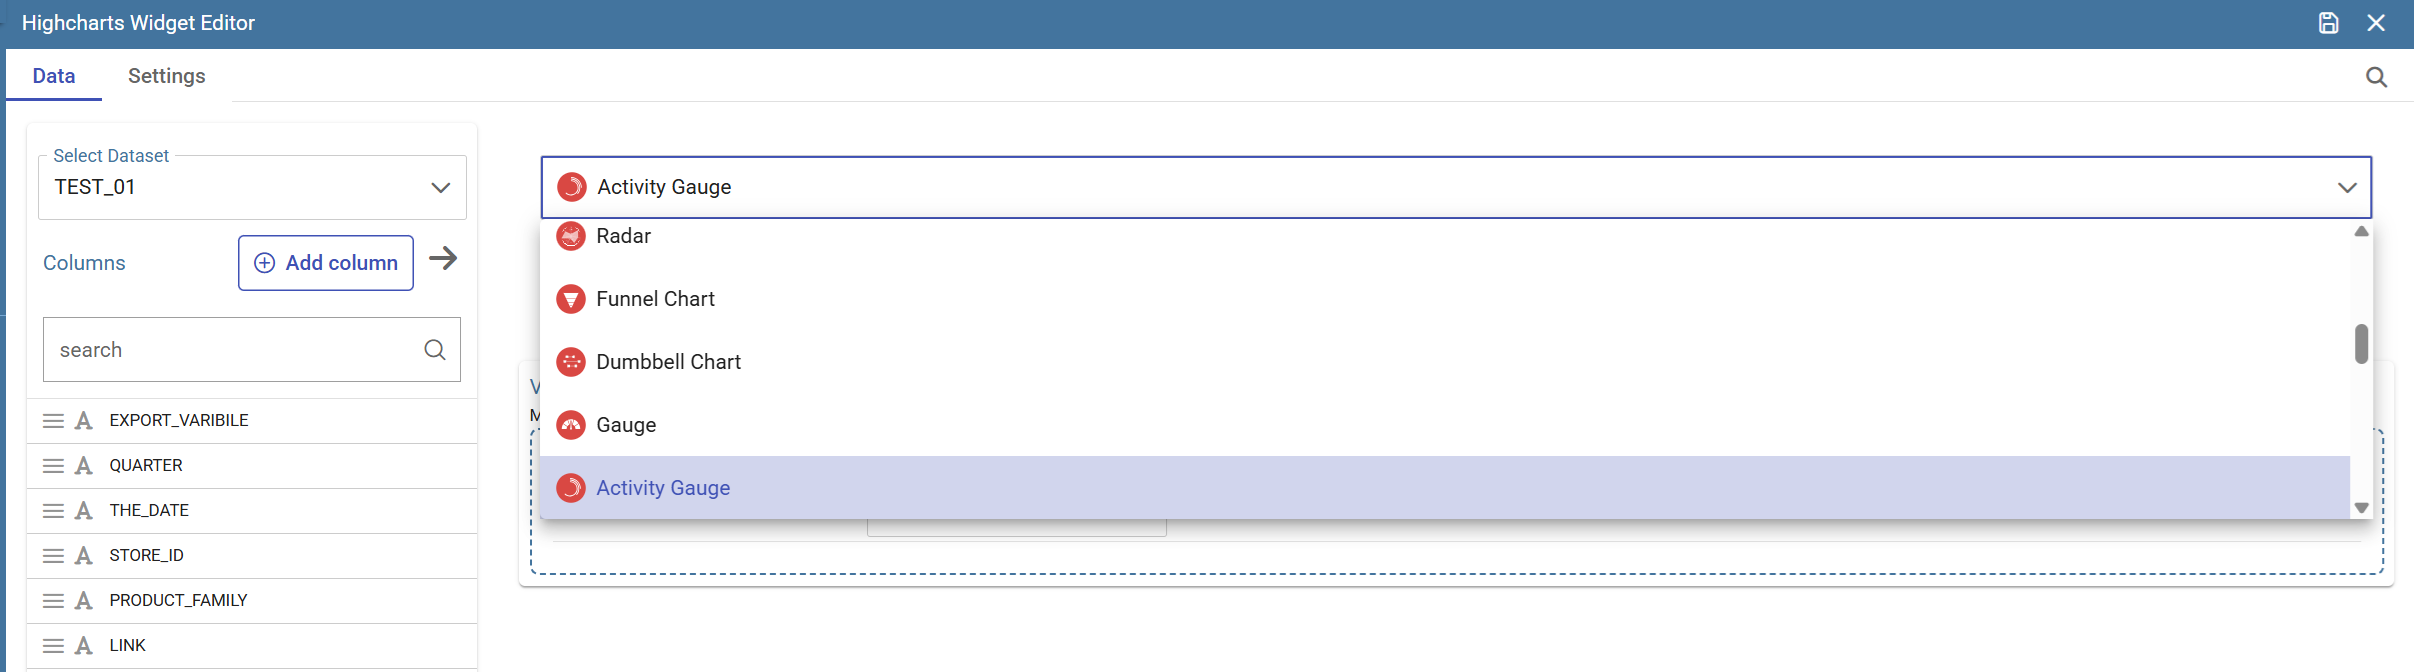 Highcharts Widget Editor
Data
Settings
Select Dataset
TEST_01
Columns
Add column
search
EXPORT_VARIBILE
QUARTER
THE_DATE
STORE_ID
PRODUCT_FAMILY
LINK
Activity Gauge
Radar
Funnel Chart
Dumbbell Chart
Gauge
Activity Gauge